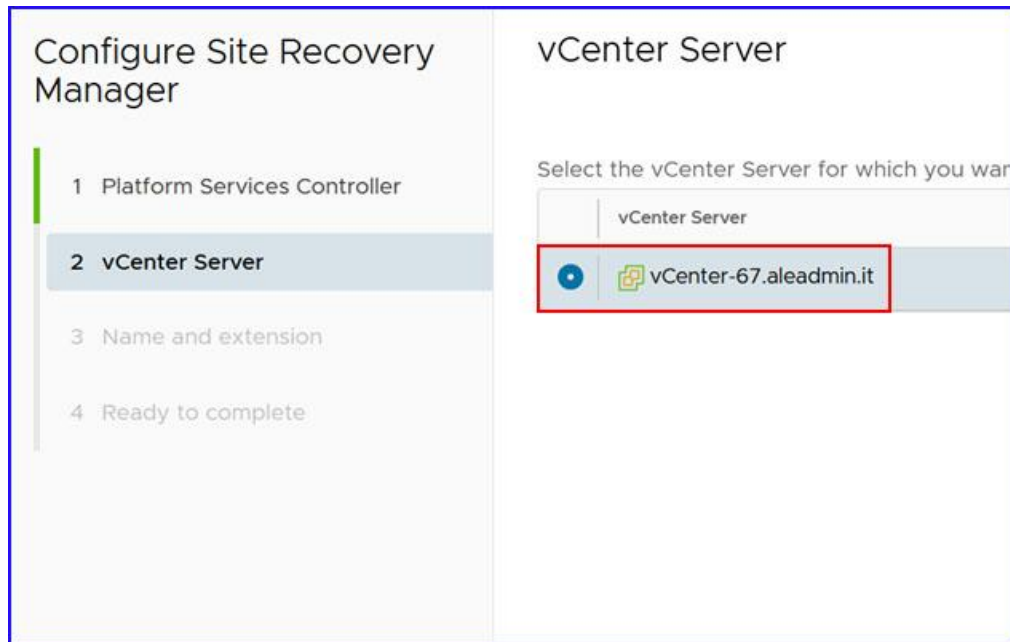 Configure Site Recovery
Manager
1 Platform Services Controller
2 vCenter Server
3 Name and extension
4 Ready to complete
vCenter Server
Select the vCenter Server for which you
vCenter Server
vCenter-67.aleadmin.it